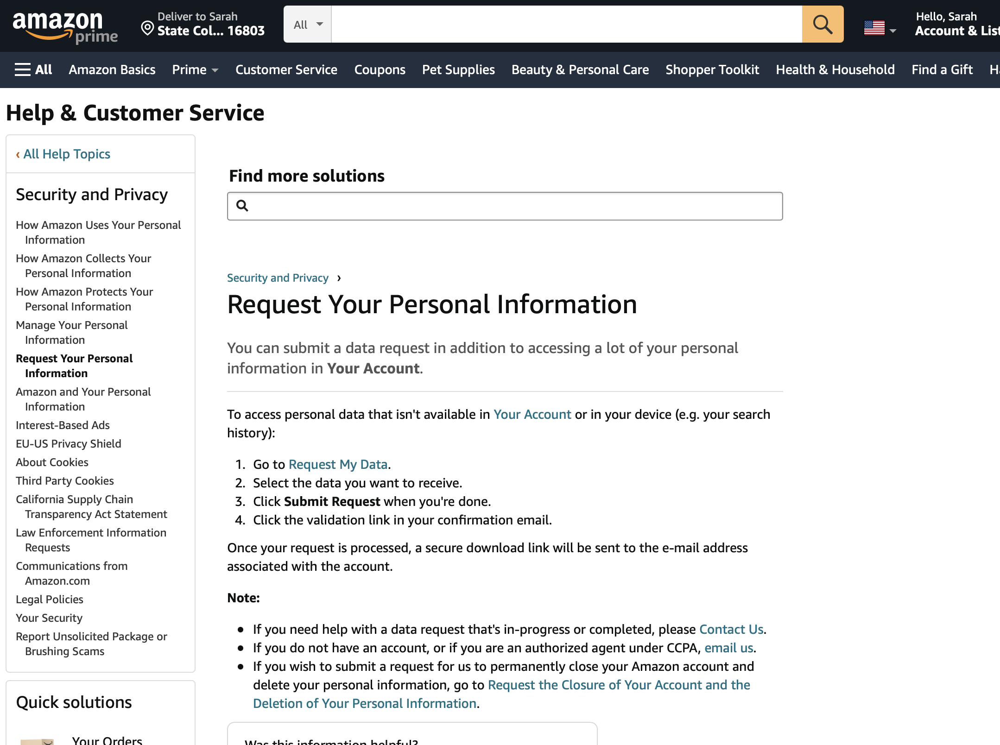 amazon
prime
Deliver to Sarah
State Col... 16803
All
Hello, Sarah
Account & List
All
Amazon Basics
Prime
Customer Service
Coupons
Pet Supplies
Beauty & Personal Care
Shopper Toolkit
Health & Household
Find a Gift
Help & Customer Service
‹ All Help Topics
Security and Privacy
How Amazon Uses Your Personal
Information
How Amazon Collects Your
Personal Information
How Amazon Protects Your
Personal Information
Manage Your Personal
Information
Request Your Personal
Information
Amazon and Your Personal
Information
Interest-Based Ads
EU-US Privacy Shield
About Cookies
Third Party Cookies
California Supply Chain
Transparency Act Statement
Law Enforcement Information
Requests
Communications from
Amazon.com
Legal Policies
Your Security
Report Unsolicited Package or
Brushing Scams
Quick solutions
Your Orders
Find more solutions
Security and Privacy ›
Request Your Personal Information
You can submit a data request in addition to accessing a lot of your personal
information in Your Account.
To access personal data that isn't available in Your Account or in your device (e.g. your search
history):
1. Go to Request My Data.
2. Select the data you want to receive.
3. Click Submit Request when you're done.
4. Click the validation link in your confirmation email.
Once your request is processed, a secure download link will be sent to the e-mail address
associated with the account.
Note:
• If you need help with a data request that's in-progress or completed, please Contact Us.
• If you do not have an account, or if you are an authorized agent under CCPA, email us.
• If you wish to submit a request for us to permanently close your Amazon account and
delete your personal information, go to Request the Closure of Your Account and the
Deletion of Your Personal Information.
Was this information helpful?